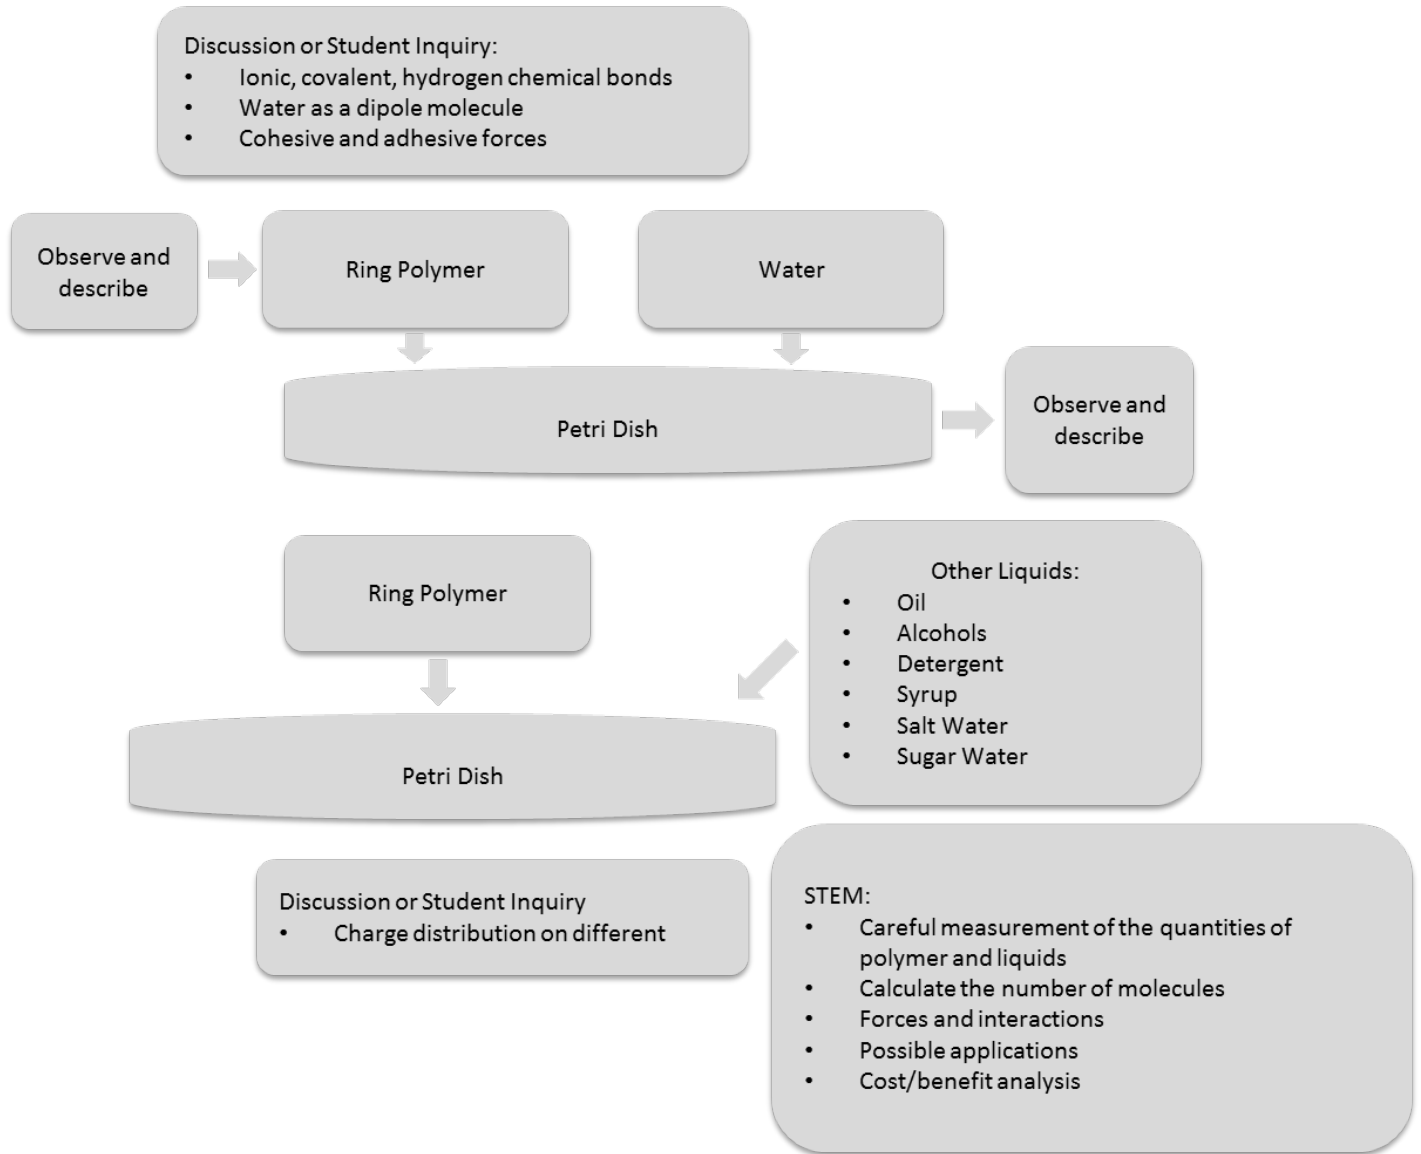 Discussion or Student Inquiry:
• Ionic, covalent, hydrogen chemical bonds
• Water as a dipole molecule
• Cohesive and adhesive forces
Observe and
describe
Ring Polymer
Water
Petri Dish
Observe and
describe
Ring Polymer
Other Liquids:
• Oil
• Alcohols
• Detergent
• Syrup
• Salt Water
• Sugar Water
Petri Dish
Discussion or Student Inquiry
• Charge distribution on different
STEM:
• Careful measurement of the quantities of
polymer and liquids
• Calculate the number of molecules
• Forces and interactions
• Possible applications
• Cost/benefit analysis